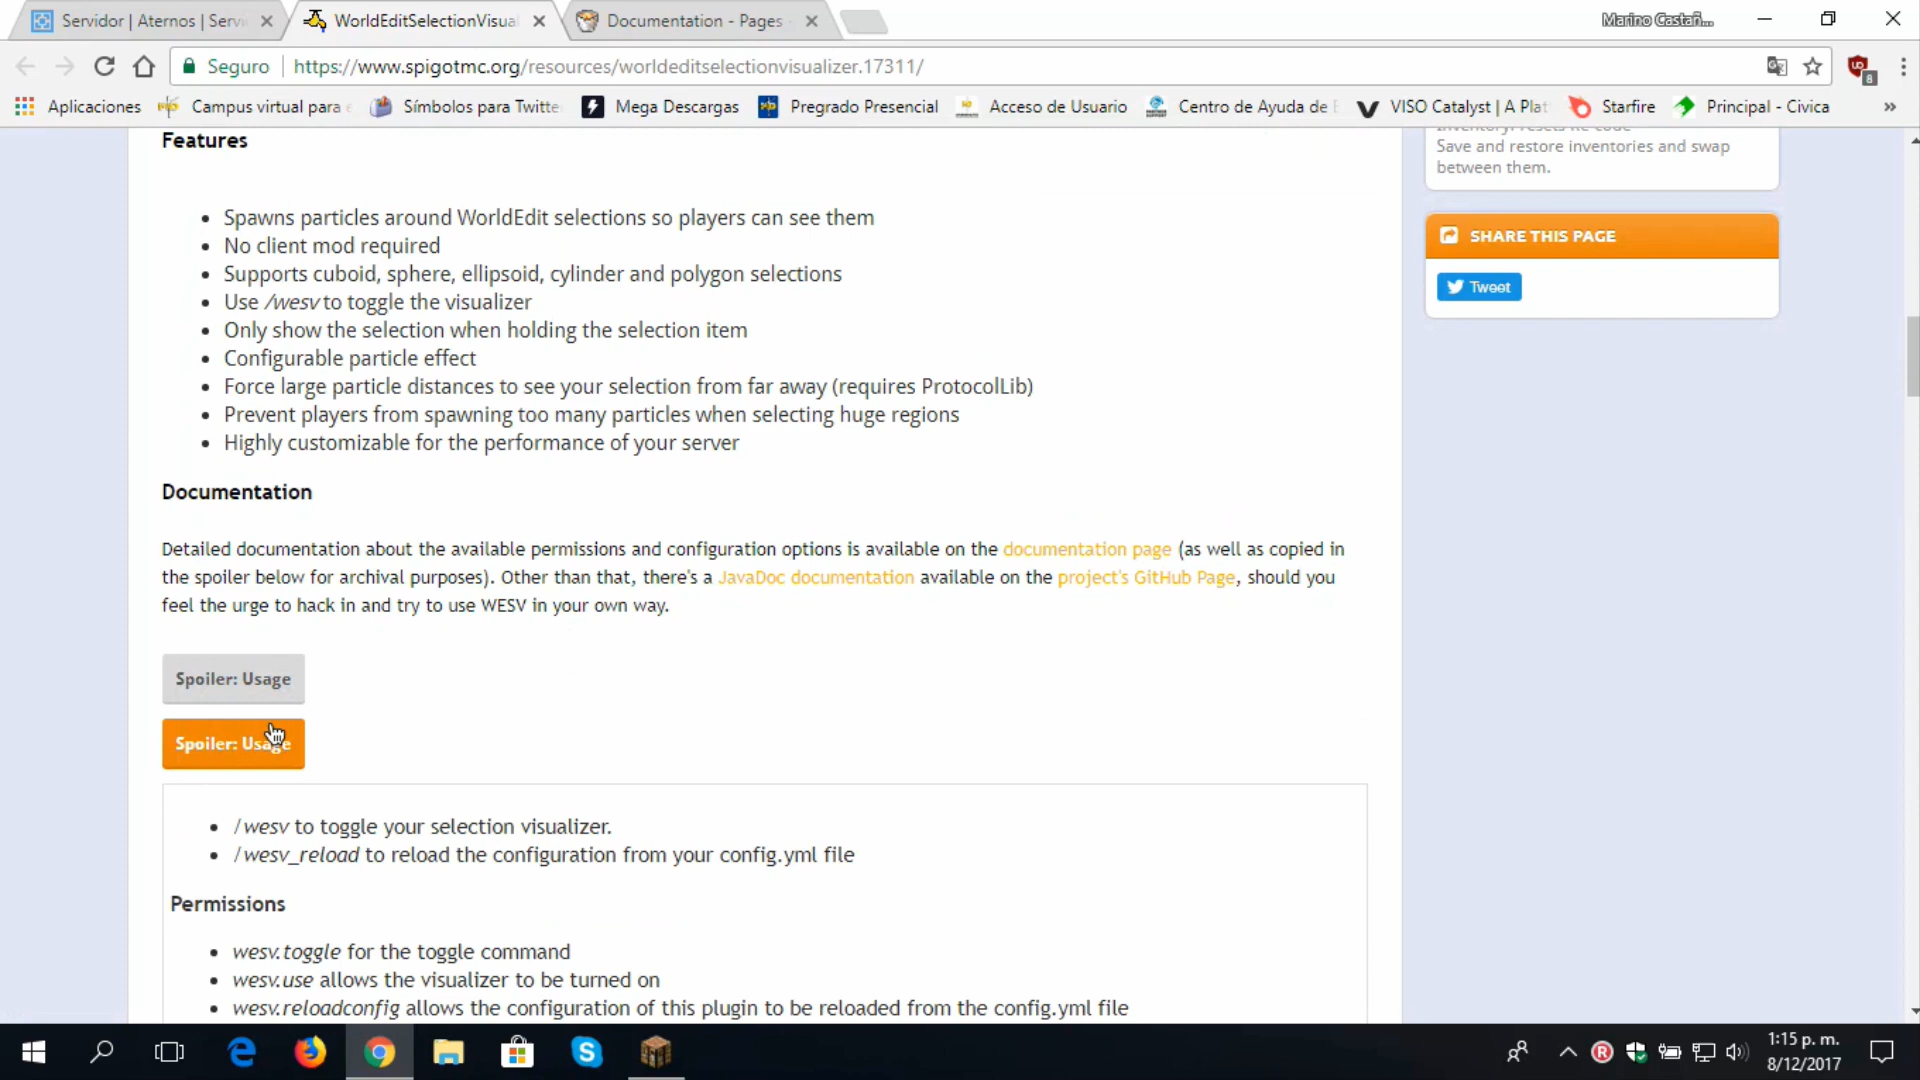 Servidor | Aternos | Servi
WorldEditSelectionVisua
Documentation - Pages
Marino Castañ...
Seguro
https://www.spigotmc.org/resources/worldeditselectionvisualizer.17311/
8
Aplicaciones
Campus virtual para e
Símbolos para Twitte
Mega Descargas
Pregrado Presencial
Acceso de Usuario
Centro de Ayuda de E
VISO Catalyst | A Plat
Starfire
Principal - Civica
»
Features
Spawns particles around WorldEdit selections so players can see them
No client mod required
Supports cuboid, sphere, ellipsoid, cylinder and polygon selections
Use /wesv to toggle the visualizer
Only show the selection when holding the selection item
Configurable particle effect
Force large particle distances to see your selection from far away (requires ProtocolLib)
Prevent players from spawning too many particles when selecting huge regions
Highly customizable for the performance of your server
Documentation
Detailed documentation about the available permissions and configuration options is available on the documentation page (as well as copied in
the spoiler below for archival purposes). Other than that, there's a JavaDoc documentation available on the project's GitHub Page, should you
feel the urge to hack in and try to use WESV in your own way.
Spoiler: Usage
Spoiler: Usage
/wesv to toggle your selection visualizer.
/wesv_reload to reload the configuration from your config.yml file
Permissions
wesv.toggle for the toggle command
wesv.use allows the visualizer to be turned on
wesv.reloadconfig allows the configuration of this plugin to be reloaded from the config.yml file
Save and restore inventories and swap
between them.
SHARE THIS PAGE
Tweet
1:15 p. m.
8/12/2017